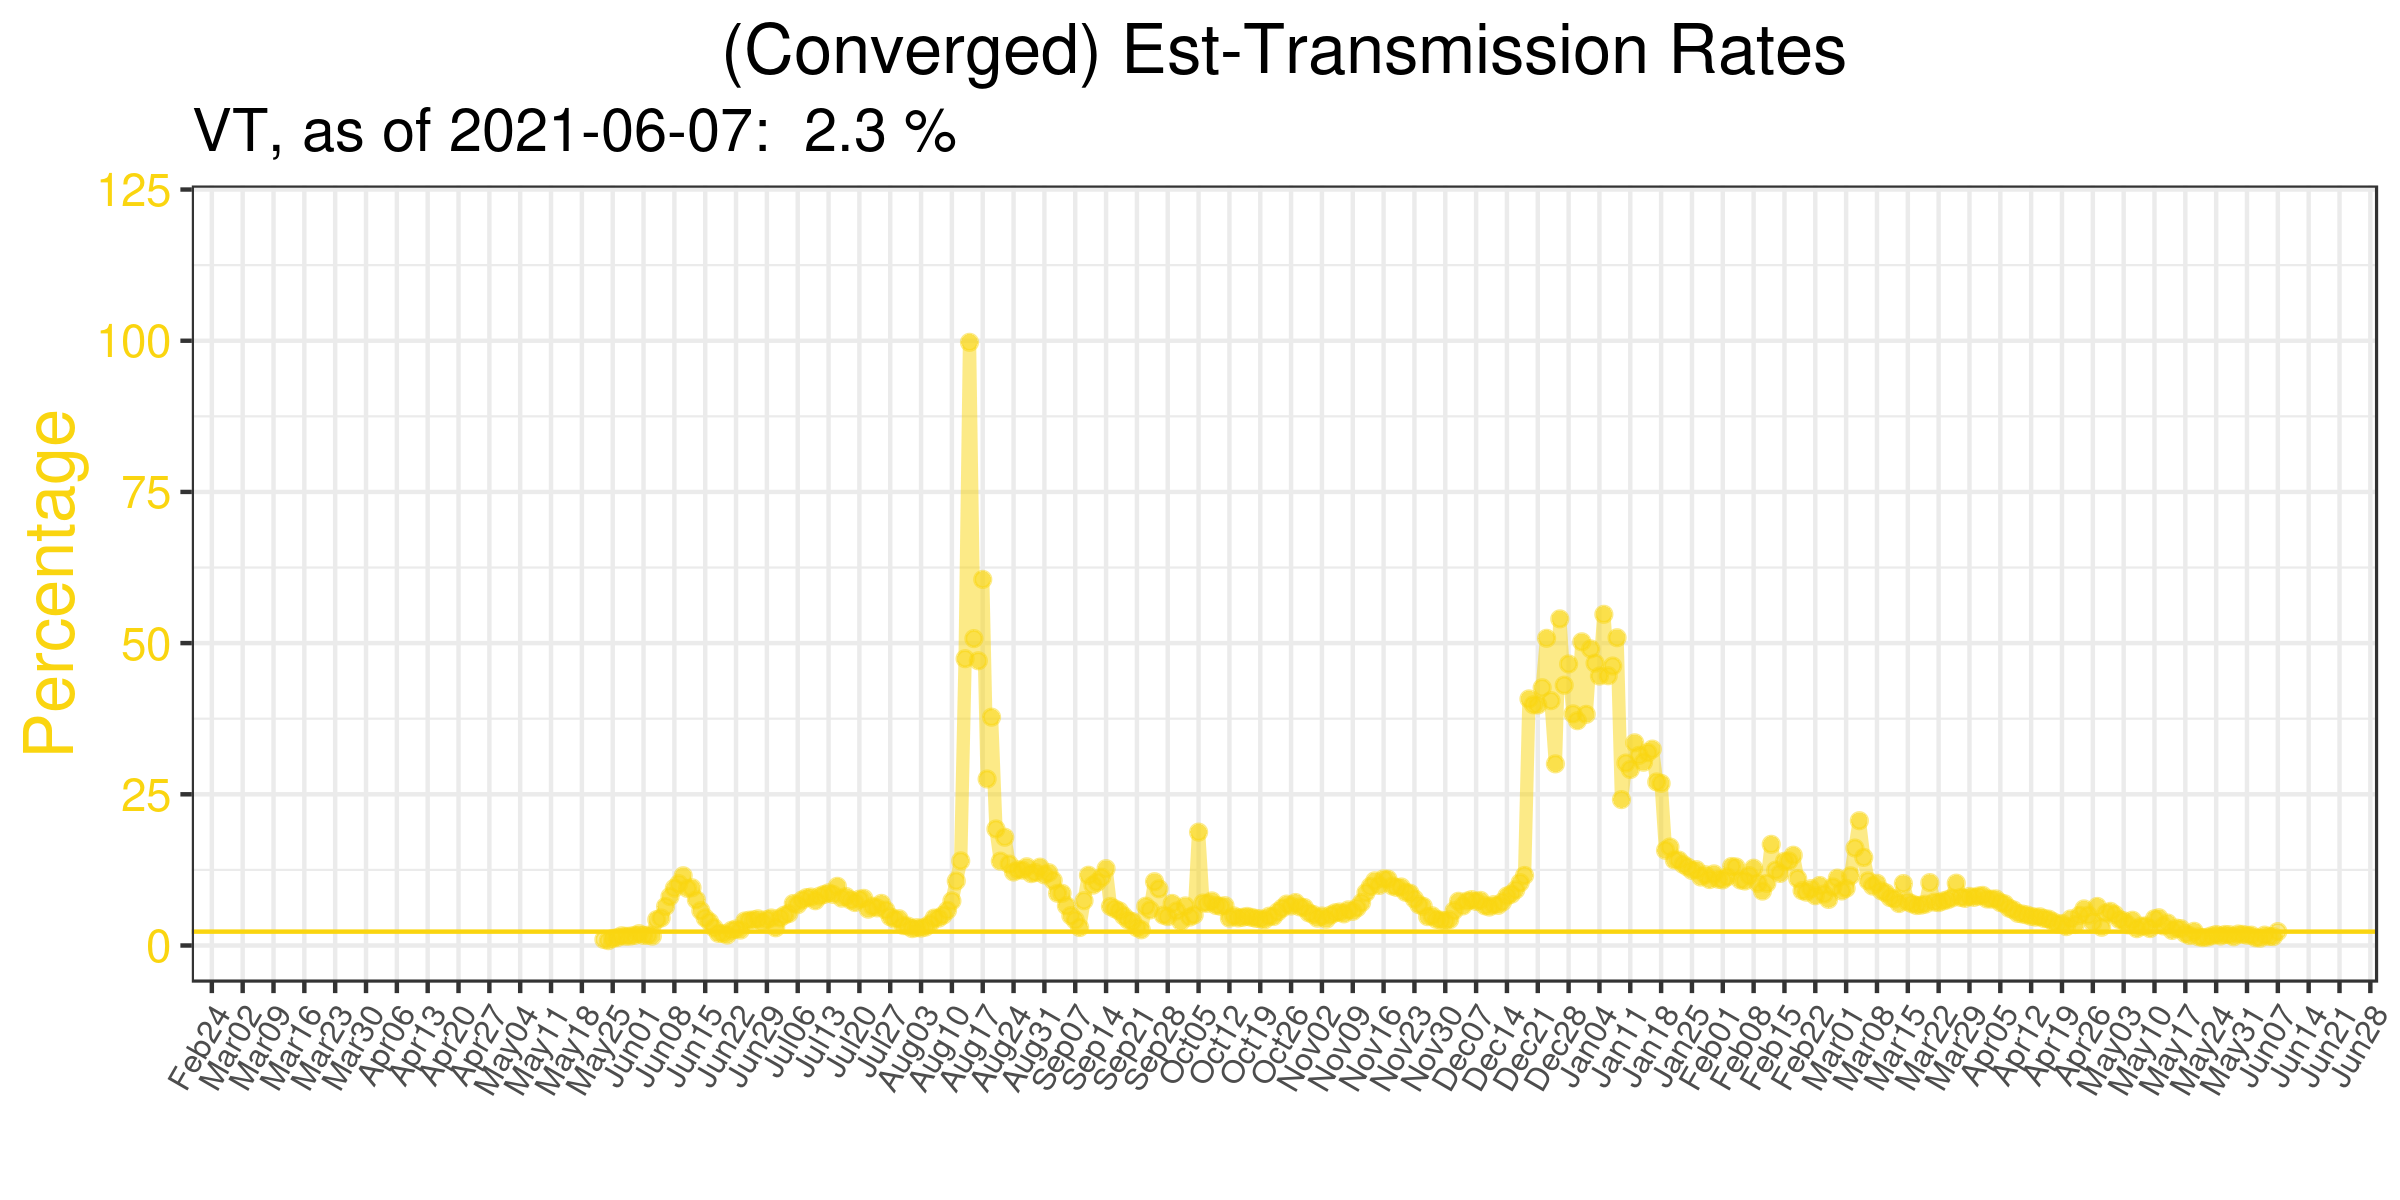 (Converged) Est-Transmission Rates
VT, as of 2021-06-07:  2.3 %
Percentage
125
100
75
50
25
0
Feb24
Mar02
Mar09
Mar16
Mar23
Mar30
Apr06
Apr13
Apr20
Apr27
May04
May11
May18
May25
Jun01
Jun08
Jun15
Jun22
Jun29
Jul06
Jul13
Jul20
Jul27
Aug03
Aug10
Aug17
Aug24
Aug31
Sep07
Sep14
Sep21
Sep28
Oct05
Oct12
Oct19
Oct26
Nov02
Nov09
Nov16
Nov23
Nov30
Dec07
Dec14
Dec21
Dec28
Jan04
Jan11
Jan18
Jan25
Feb01
Feb08
Feb15
Feb22
Mar01
Mar08
Mar15
Mar22
Mar29
Apr05
Apr12
Apr19
Apr26
May03
May10
May17
May24
May31
Jun07
Jun14
Jun21
Jun28